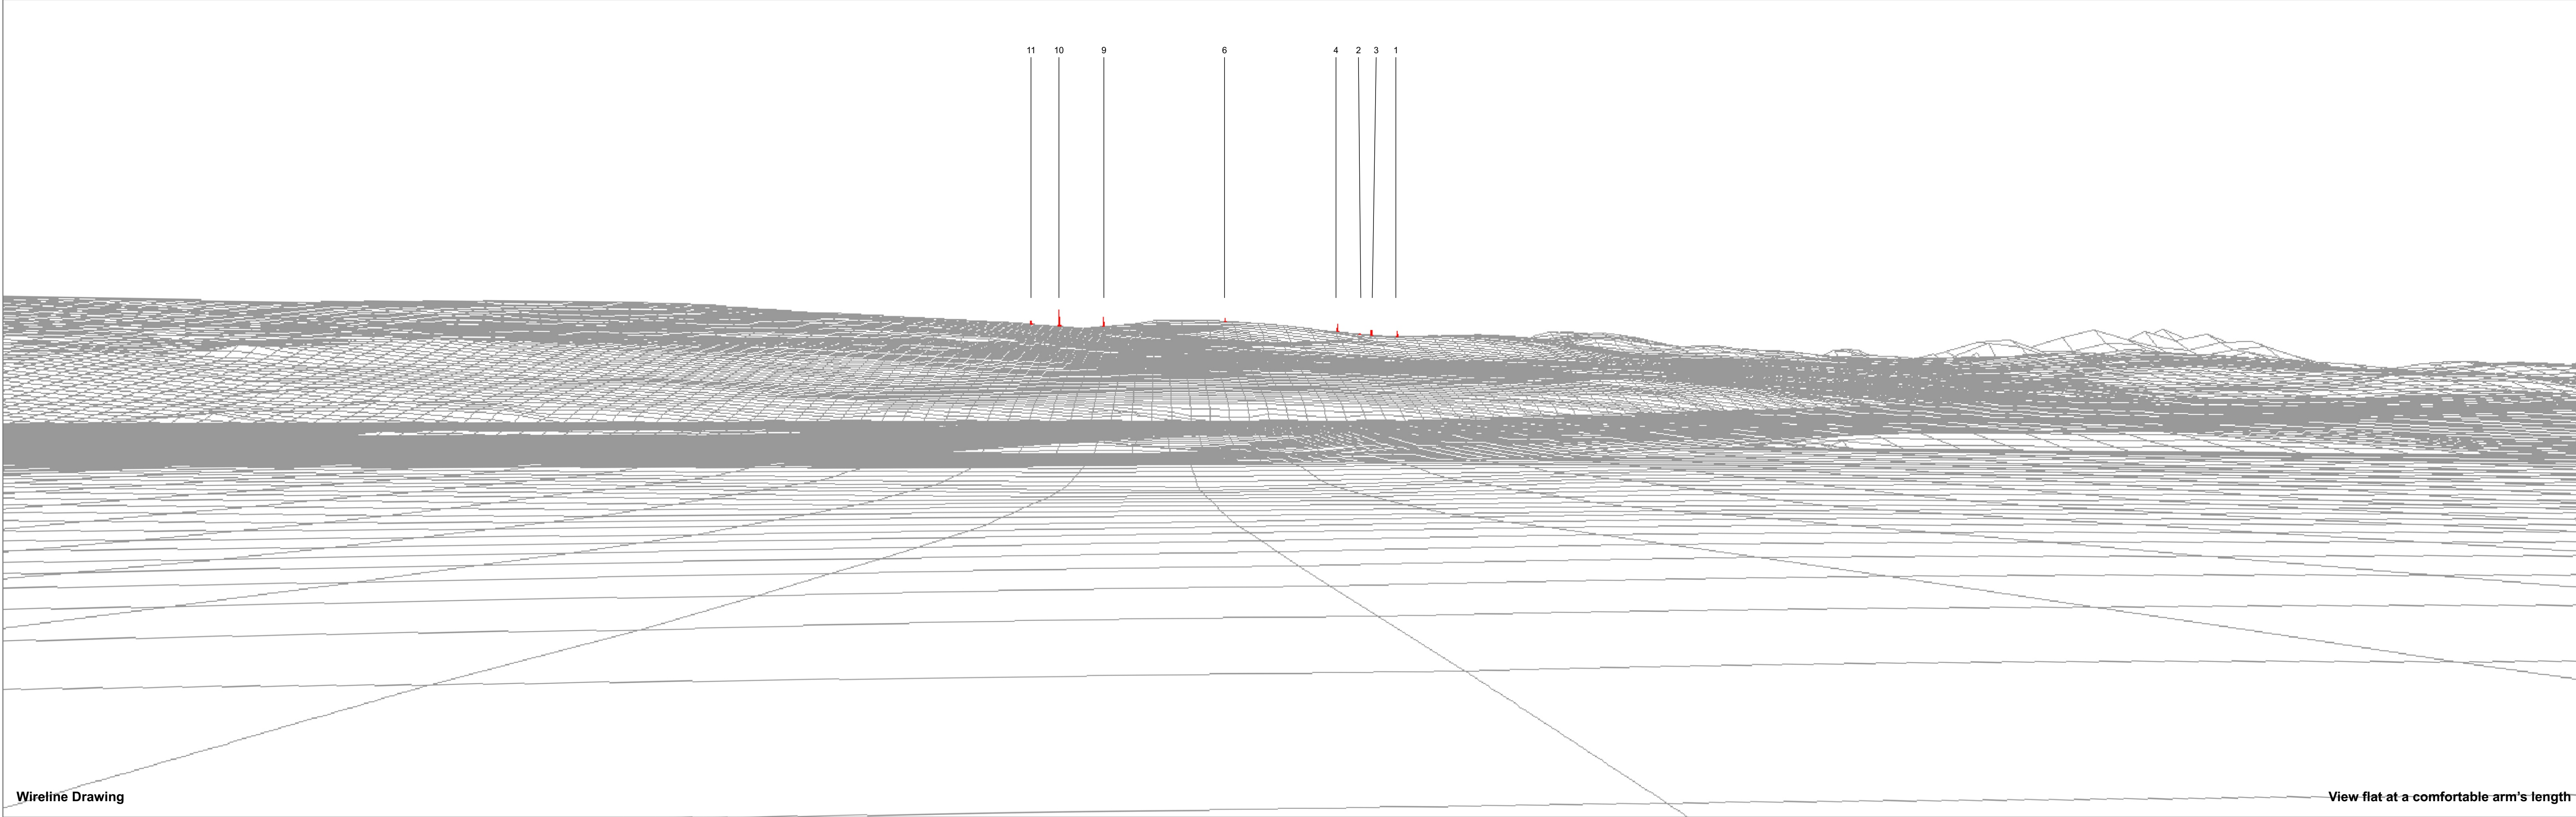 11 10 9 6 4 2 3 1
Wireline Drawing
View flat at a comfortable arm's length